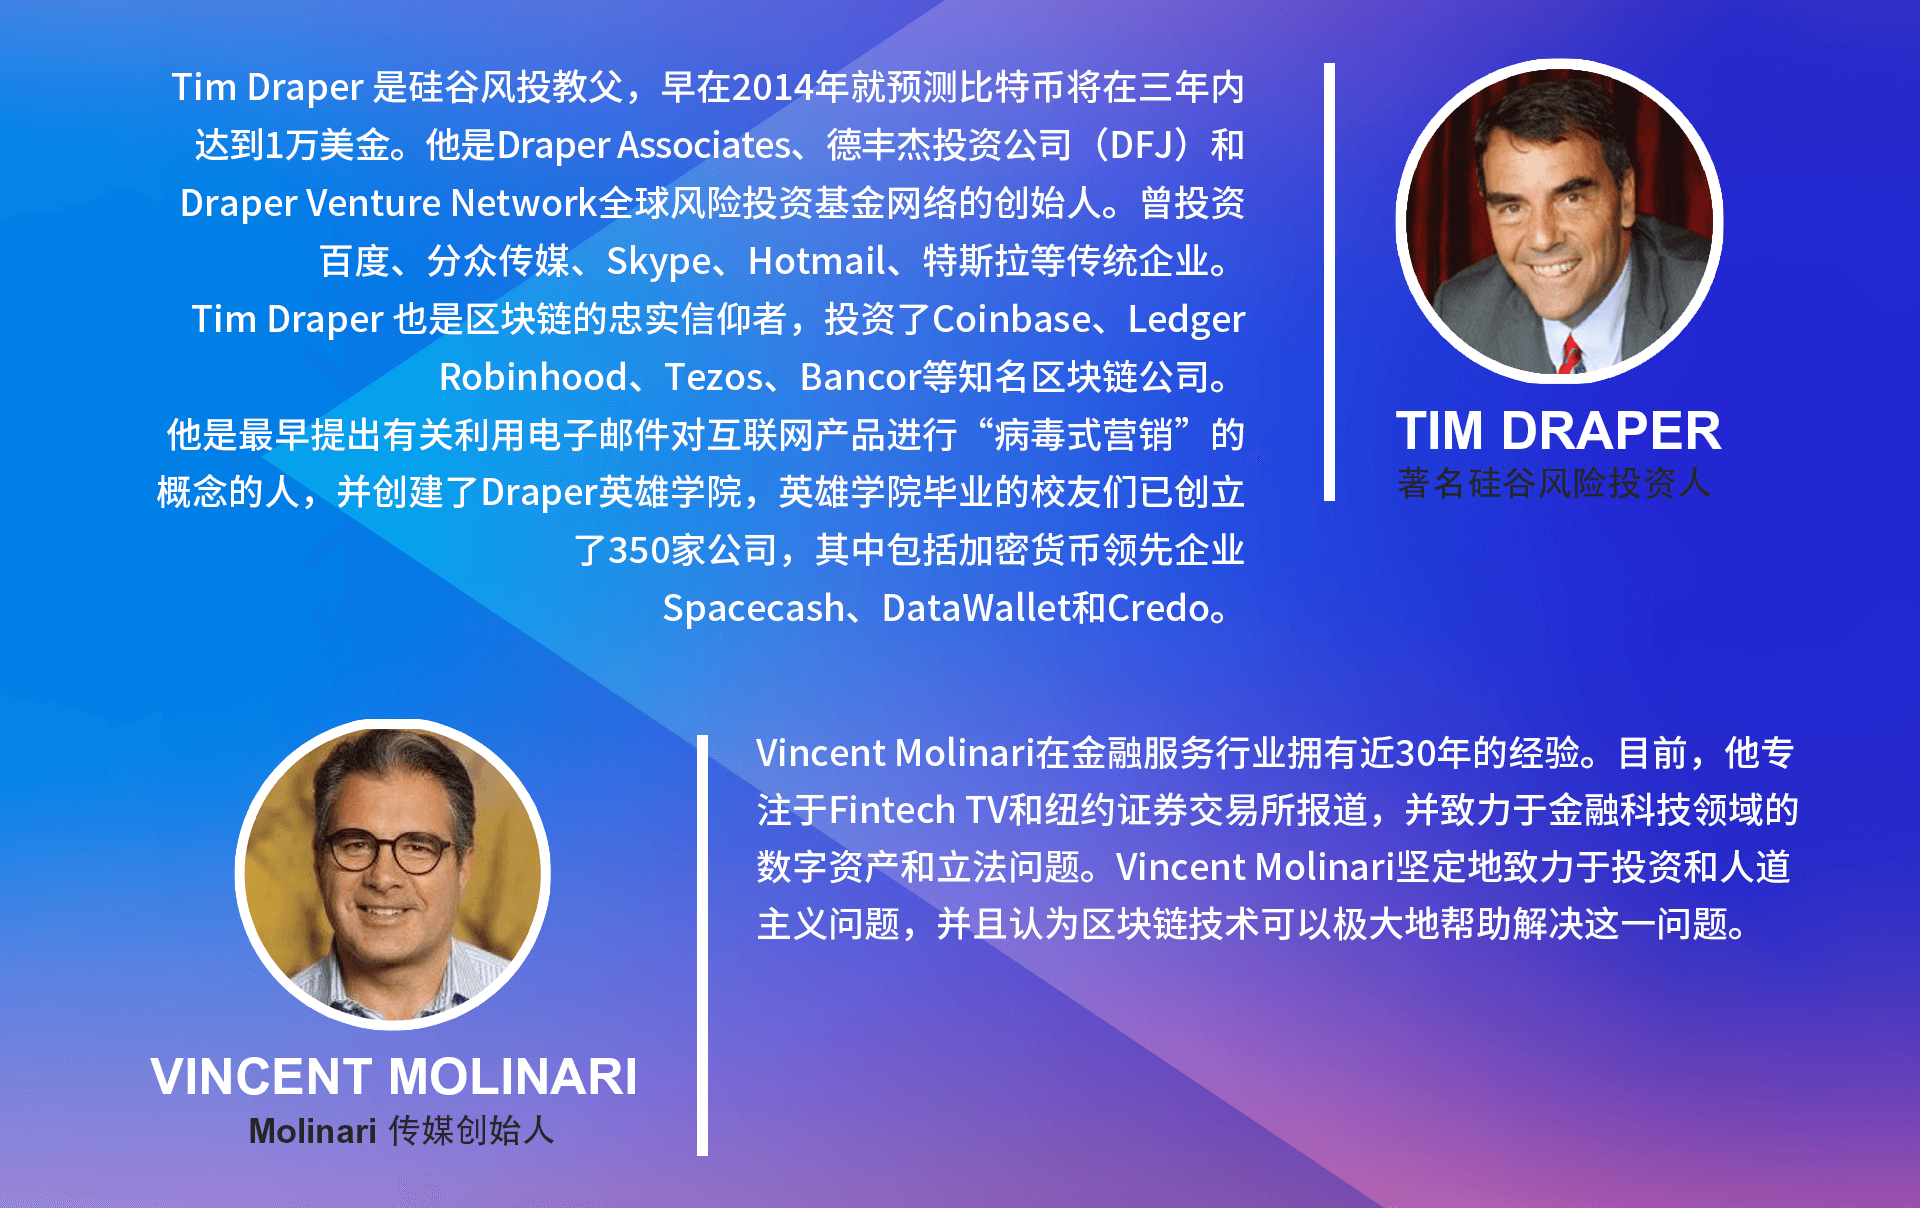 Tim Draper 是硅谷风投教父，早在2014年就预测比特币将在三年内
达到1万美金。他是Draper Associates、德丰杰投资公司（DFJ）和
Draper Venture Network全球风险投资基金网络的创始人。曾投资
百度、分众传媒、Skype、Hotmail、特斯拉等传统企业。
Tim Draper 也是区块链的忠实信仰者，投资了Coinbase、Ledger
Robinhood、Tezos、Bancor等知名区块链公司。
他是最早提出有关利用电子邮件对互联网产品进行“病毒式营销”的
概念的人，并创建了Draper英雄学院，英雄学院毕业的校友们已创立
了350家公司，其中包括加密货币领先企业
Spacecash、DataWallet和Credo。
TIM DRAPER
著名硅谷风险投资人
VINCENT MOLINARI
Molinari 传媒创始人
Vincent Molinari在金融服务行业拥有近30年的经验。目前，他专
注于Fintech TV和纽约证券交易所报道，并致力于金融科技领域的
数字资产和立法问题。Vincent Molinari坚定地致力于投资和人道
主义问题，并且认为区块链技术可以极大地帮助解决这一问题。